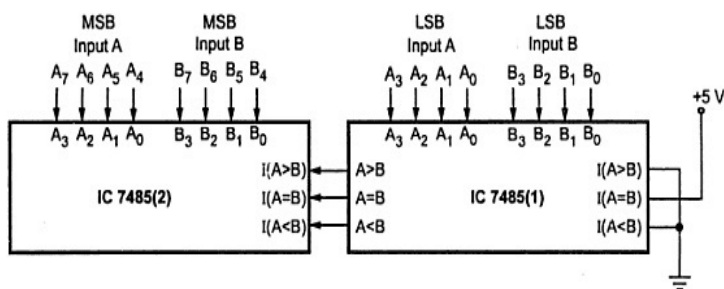 MSB MSB LSB LSB
Input A Input B Input A Input B
A7 A6 A5 A4 B7 B6 B5 B4 A3 A2 A1 A0 B3 B2 B1 B0 +5 V
A3 A2 A1 A0 B3 B2 B1 B0 A3 A2 A1 A0 B3 B2 B1 B0
I(A>B) A>B I(A>B)
IC 7485(2) I(A=B) A=B IC 7485(1) I(A=B)
I(A<B) A<B I(A<B)